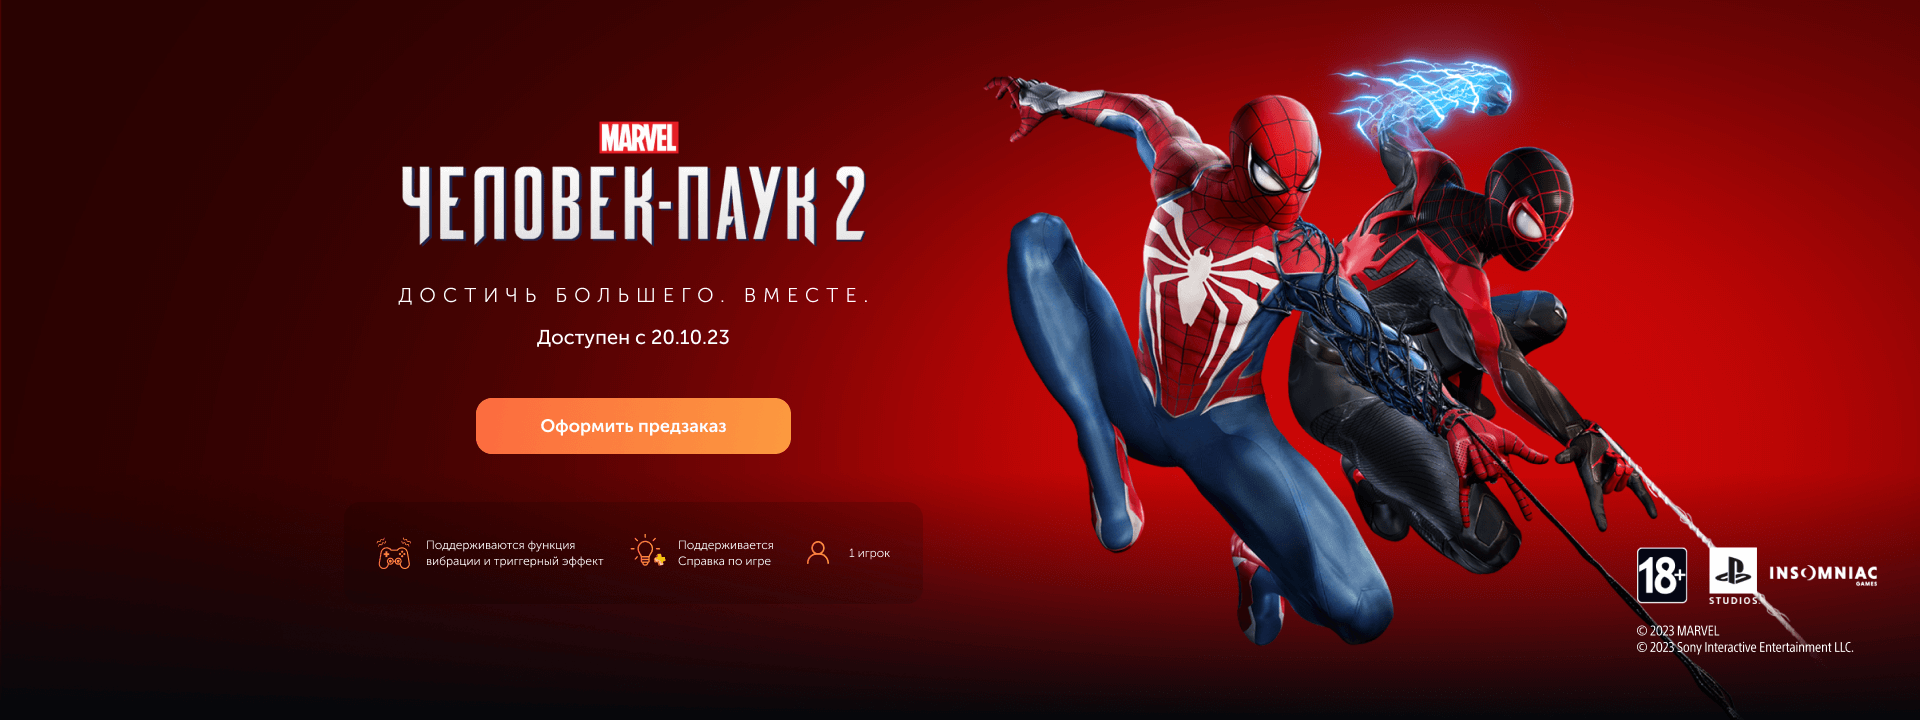 MARVEL
ЧЕЛОВЕК-ПАУК 2
ДОСТИЧЬ БОЛЬШЕГО. ВМЕСТЕ.
Доступен с 20.10.23
Оформить предзаказ
Поддерживаются функция
вибрации и триггерный эффект
Поддерживается
Справка по игре
1 игрок
18+
STUDIOS
INSOMNIAC
GAMES
© 2023 MARVEL
© 2023 Sony Interactive Entertainment LLC.